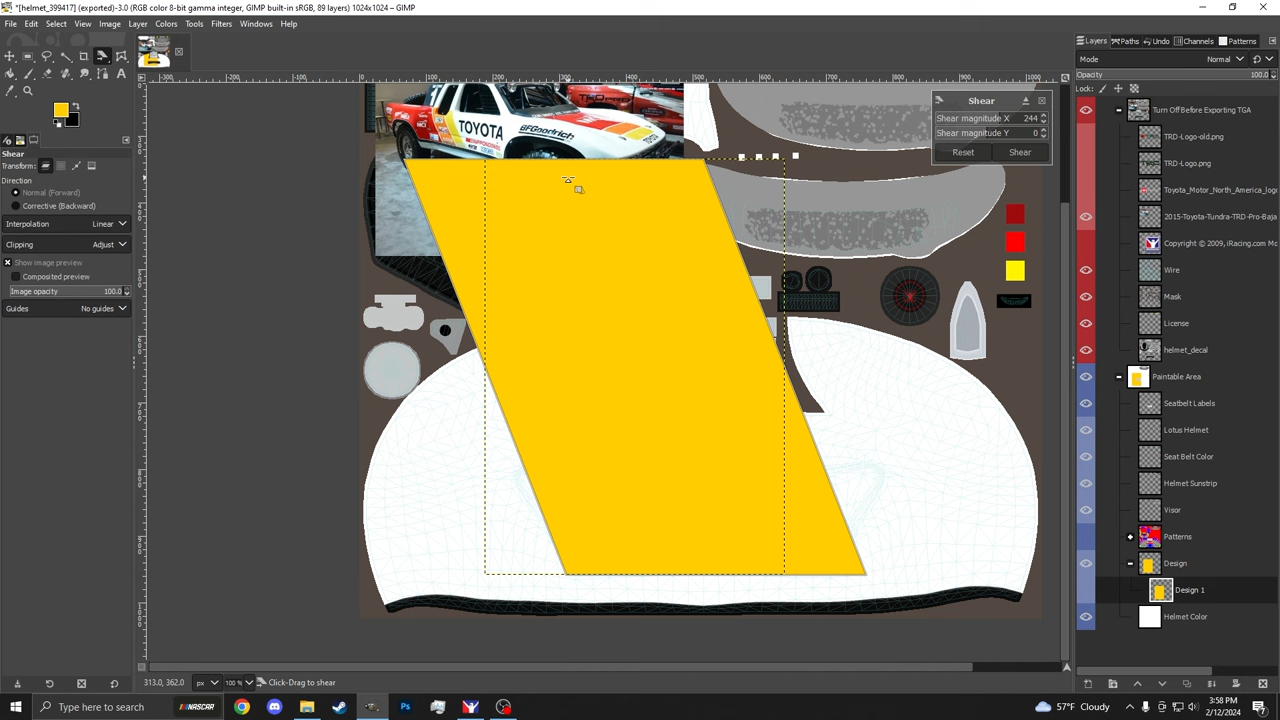 *[helmet_399417] (exported)-3.0 (RGB color 8-bit gamma integer, GIMP built-in sRGB, 89 layers) 1024x1024 – GIMP
File Edit Select View Image Layer Colors Tools Filters Windows Help
Layers Paths Undo Channels Patterns
Mode Normal
Opacity 100.0
Lock:
Shear
Shear magnitude X 244
Shear magnitude Y 0
Reset Shear
Shear
Transform:
Direction
Normal (Forward)
Corrective (Backward)
Interpolation Linear
Clipping Adjust
Show image preview
Composited preview
Image opacity 100.0
Guides No guides
TOYOTA
BFGoodrich
Turn Off Before Exporting TGA
TRD-Logo-old.png
TRD-Logo.png
Toyota_Motor_North_America_logo
2015-Toyota-Tundra-TRD-Pro-Baja
Copyright © 2009, iRacing.com Mc
Wire
Mask
License
helmet_decal
Paintable Area
Seatbelt Labels
Lotus Helmet
Seat Belt Color
Helmet Sunstrip
Visor
Patterns
Design
Design 1
Helmet Color
313.0, 362.0 px 100 % Click-Drag to shear
Type here to search
NASCAR
57°F Cloudy
3:58 PM
2/12/2024